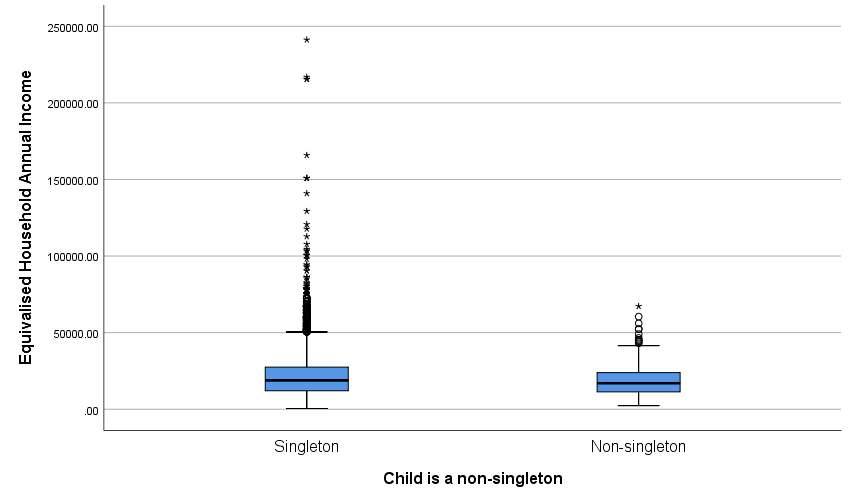 Equivalised Household Annual Income
250000.00
200000.00
150000.00
100000.00
50000.00
.00
Singleton
Non-singleton
Child is a non-singleton